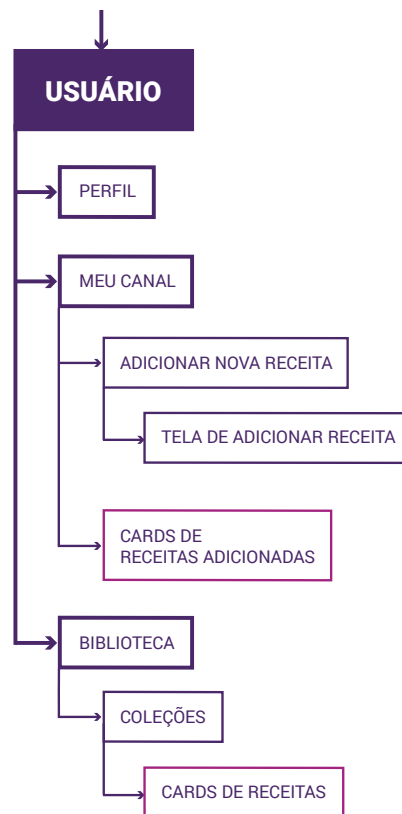 USUÁRIO
PERFIL
MEU CANAL
ADICIONAR NOVA RECEITA
TELA DE ADICIONAR RECEITA
CARDS DE
RECEITAS ADICIONADAS
BIBLIOTECA
COLEÇÕES
CARDS DE RECEITAS